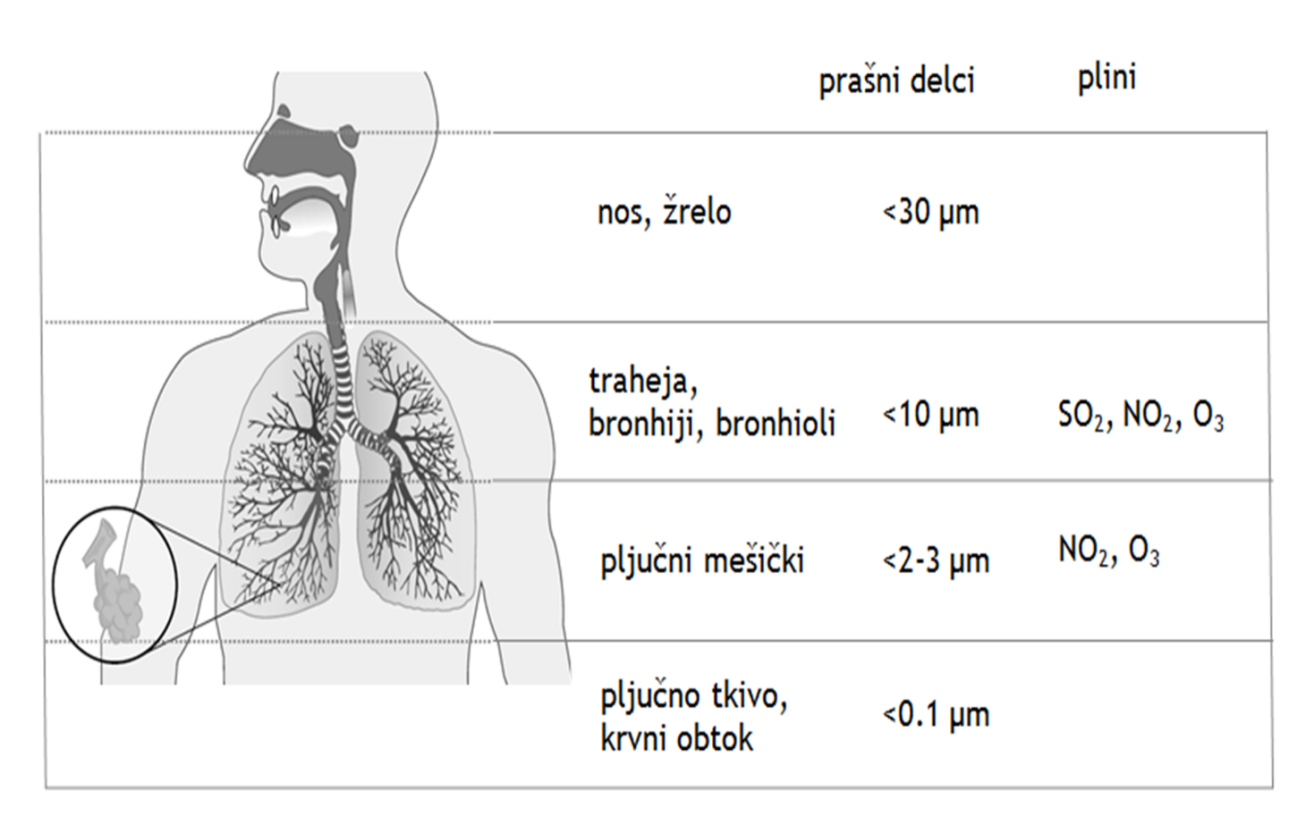 prašni delci
plini
nos, žrelo
<30 µm
traheja,
bronhiji, bronhioli
<10 µm
SO₂, NO₂, O₃
pljučni mešički
<2-3 µm
NO₂, O₃
pljučno tkivo,
krvni obtok
<0.1 µm